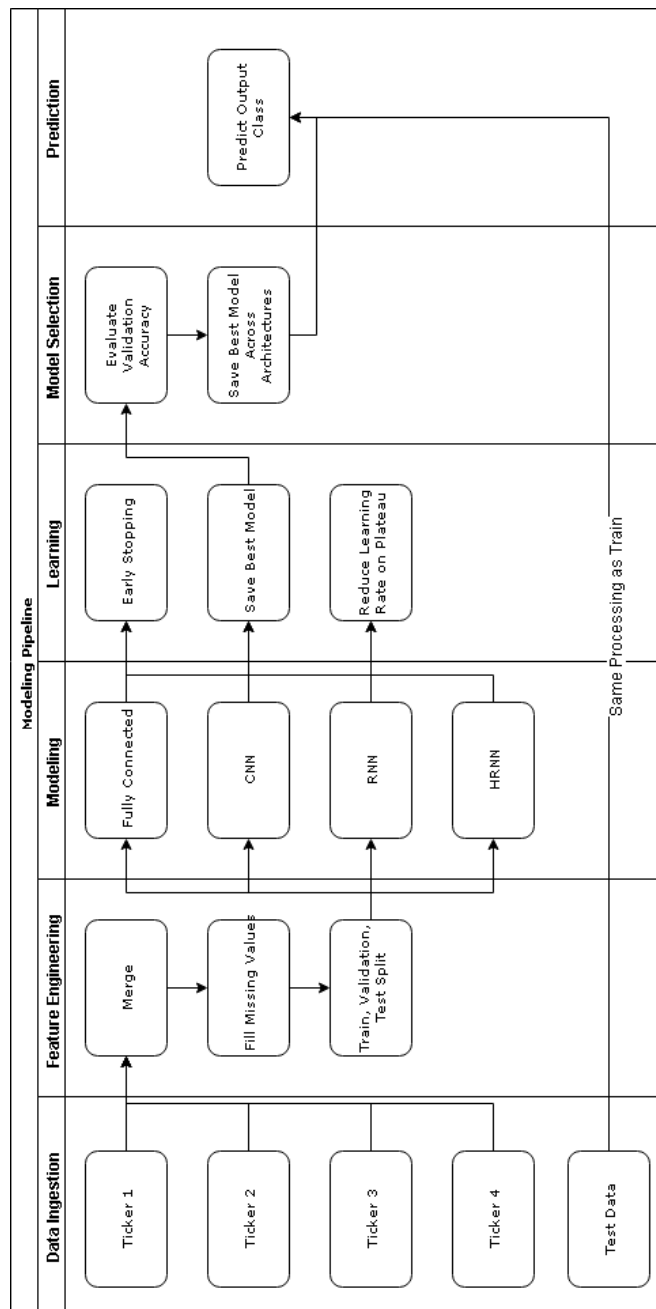 Modeling Pipeline
Data Ingestion
Feature Engineering
Modeling
Learning
Model Selection
Prediction
Ticker 1
Ticker 2
Ticker 3
Ticker 4
Test Data
Merge
Fill Missing Values
Train, Validation,
Test Split
Fully Connected
CNN
RNN
HRNN
Early Stopping
Save Best Model
Reduce Learning
Rate on Plateau
Evaluate
Validation
Accuracy
Save Best Model
Across
Architectures
Predict Output
Class
Same Processing as Train